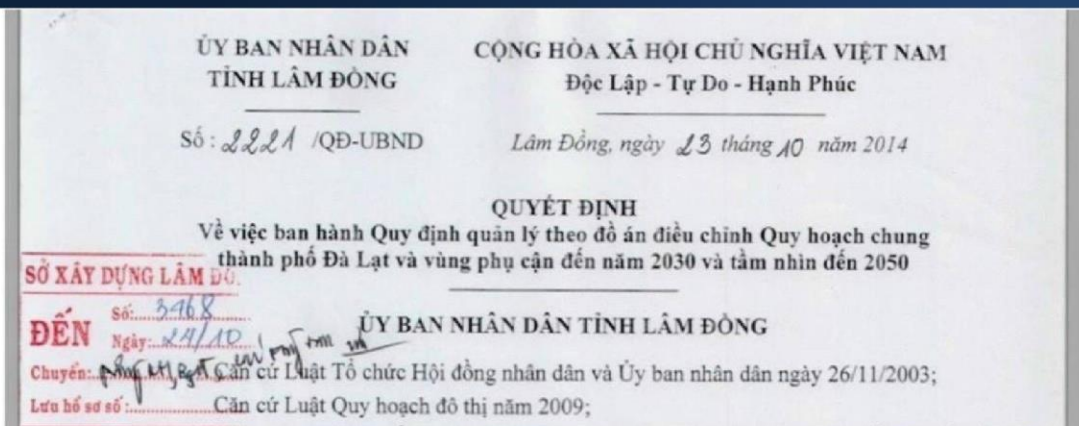 ỦY BAN NHÂN DÂN
TỈNH LÂM ĐỒNG
CỘNG HÒA XÃ HỘI CHỦ NGHĨA VIỆT NAM
Độc Lập - Tự Do - Hạnh Phúc
Số : 2221 /QĐ-UBND
Lâm Đồng, ngày 23 tháng 10 năm 2014
QUYẾT ĐỊNH
Về việc ban hành Quy định quản lý theo đồ án điều chỉnh Quy hoạch chung
thành phố Đà Lạt và vùng phụ cận đến năm 2030 và tầm nhìn đến 2050
SỞ XÂY DỰNG LÂM ĐỒ.
ĐẾN
Số:.....3468
Ngày:..24/10
Chuyển:
Lưu hồ sơ số :
ỦY BAN NHÂN DÂN TỈNH LÂM ĐỒNG
Căn cứ Luật Tổ chức Hội đồng nhân dân và Ủy ban nhân dân ngày 26/11/2003;
Căn cứ Luật Quy hoạch đô thị năm 2009;